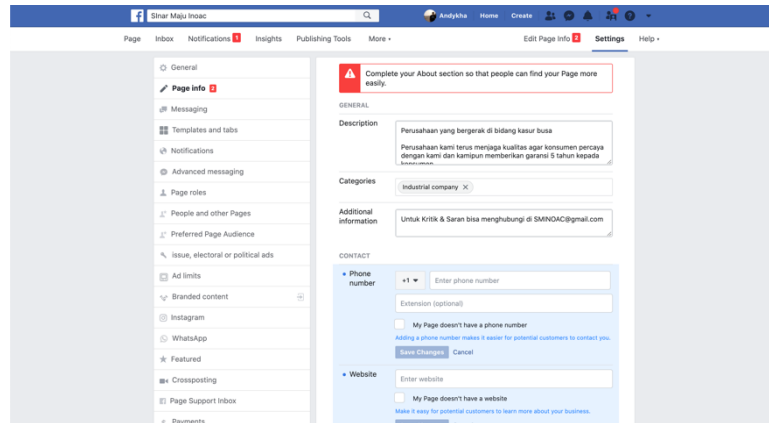 SInar Maju Inoac
Andykha Home Create
Page Inbox Notifications 1 Insights Publishing Tools More Edit Page Info 2 Settings Help
General
Page info 2
Messaging
Templates and tabs
Notifications
Advanced messaging
Page roles
People and other Pages
Preferred Page Audience
issue, electoral or political ads
Ad limits
Branded content
Instagram
WhatsApp
Featured
Crossposting
Page Support Inbox
Payments
Complete your About section so that people can find your Page more
easily.
GENERAL
Description
Perusahaan yang bergerak di bidang kasur busa
Perusahaan kami terus menjaga kualitas agar konsumen percaya
dengan kami dan kamipun memberikan garansi 5 tahun kepada
konsumen
Categories
Industrial company
Additional
information
Untuk Kritik & Saran bisa menghubungi di SMINOAC@gmail.com
CONTACT
Phone
number
+1 Enter phone number
Extension (optional)
My Page doesn't have a phone number
Adding a phone number makes it easier for potential customers to contact you.
Save Changes Cancel
Website
Enter website
My Page doesn't have a website
Make it easy for potential customers to learn more about your business.